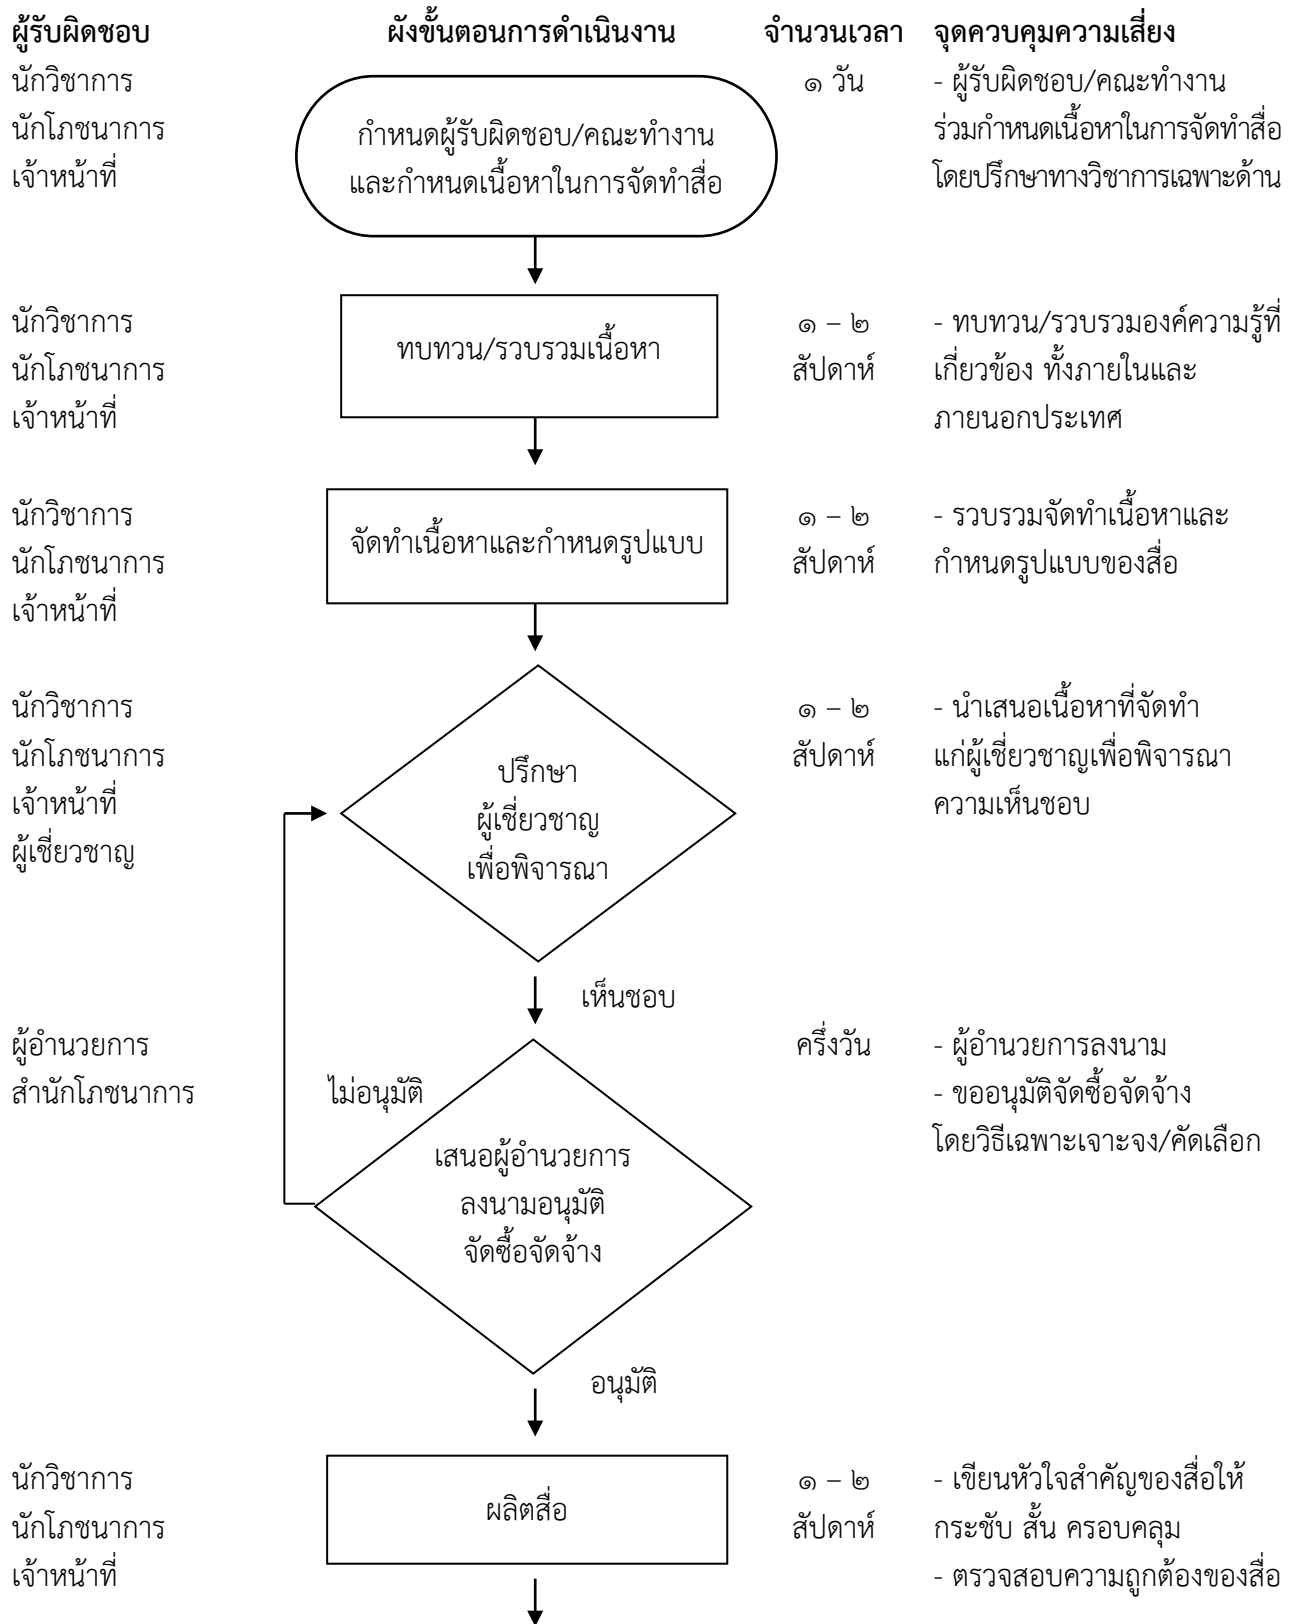 ผู้รับผิดชอบ ผังขั้นตอนการดำเนินงาน จำนวนเวลา จุดควบคุมความเสี่ยง
นักวิชาการ
นักโภชนาการ
เจ้าหน้าที่
กำหนดผู้รับผิดชอบ/คณะทำงาน
และกำหนดเนื้อหาในการจัดทำสื่อ
๑ วัน
- ผู้รับผิดชอบ/คณะทำงาน
ร่วมกำหนดเนื้อหาในการจัดทำสื่อ
โดยปรึกษาทางวิชาการเฉพาะด้าน
นักวิชาการ
นักโภชนาการ
เจ้าหน้าที่
ทบทวน/รวบรวมเนื้อหา
๑ – ๒
สัปดาห์
- ทบทวน/รวบรวมองค์ความรู้ที่
เกี่ยวข้อง ทั้งภายในและ
ภายนอกประเทศ
นักวิชาการ
นักโภชนาการ
เจ้าหน้าที่
จัดทำเนื้อหาและกำหนดรูปแบบ
๑ – ๒
สัปดาห์
- รวบรวมจัดทำเนื้อหาและ
กำหนดรูปแบบของสื่อ
นักวิชาการ
นักโภชนาการ
เจ้าหน้าที่
ผู้เชี่ยวชาญ
ปรึกษา
ผู้เชี่ยวชาญ
เพื่อพิจารณา
๑ – ๒
สัปดาห์
- นำเสนอเนื้อหาที่จัดทำ
แก่ผู้เชี่ยวชาญเพื่อพิจารณา
ความเห็นชอบ
เห็นชอบ
ผู้อำนวยการ
สำนักโภชนาการ
ไม่อนุมัติ
เสนอผู้อำนวยการ
ลงนามอนุมัติ
จัดซื้อจัดจ้าง
ครึ่งวัน
- ผู้อำนวยการลงนาม
- ขออนุมัติจัดซื้อจัดจ้าง
โดยวิธีเฉพาะเจาะจง/คัดเลือก
อนุมัติ
นักวิชาการ
นักโภชนาการ
เจ้าหน้าที่
ผลิตสื่อ
๑ – ๒
สัปดาห์
- เขียนหัวใจสำคัญของสื่อให้
กระชับ สั้น ครอบคลุม
- ตรวจสอบความถูกต้องของสื่อ